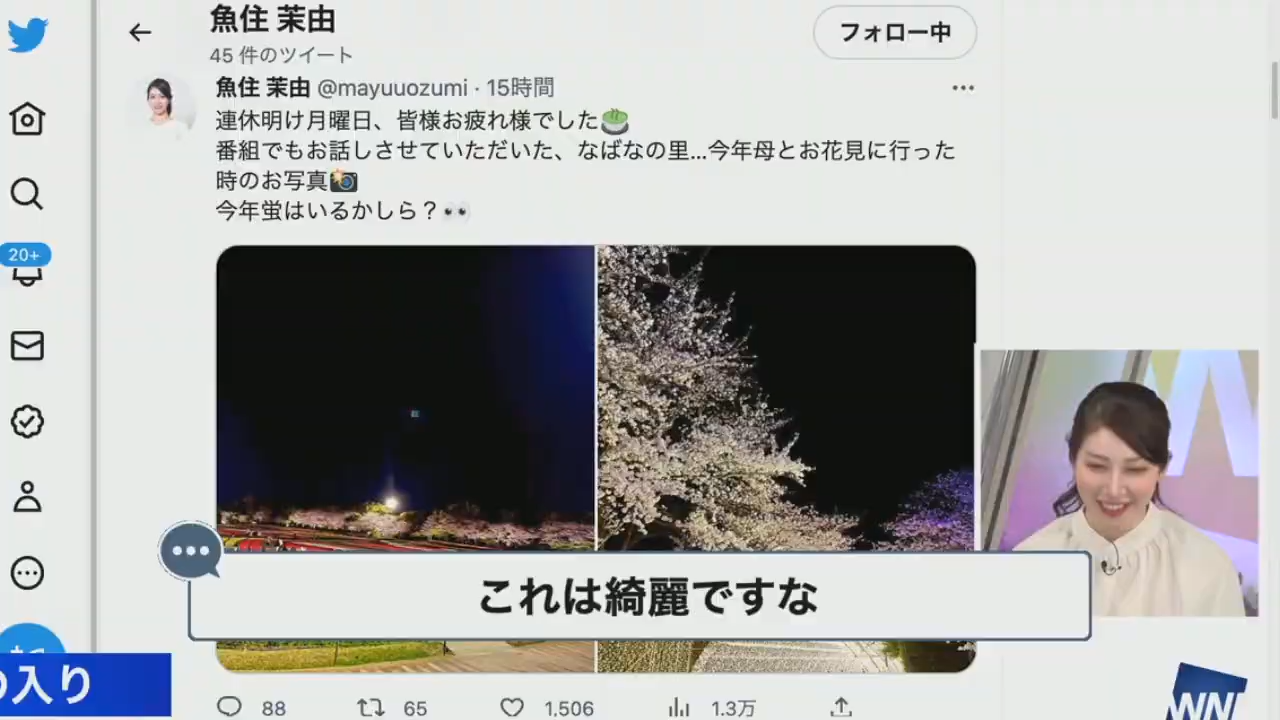 魚住 茉由
45 件のツイート
フォロー中
魚住 茉由 @mayuuozumi · 15時間
連休明け月曜日、皆様お疲れ様でした🍵
番組でもお話しさせていただいた、なばなの里...今年母とお花見に行った
時のお写真📸
今年蛍はいるかしら？👀
20+
これは綺麗ですな
入り
88
65
1,506
1.3万
WN